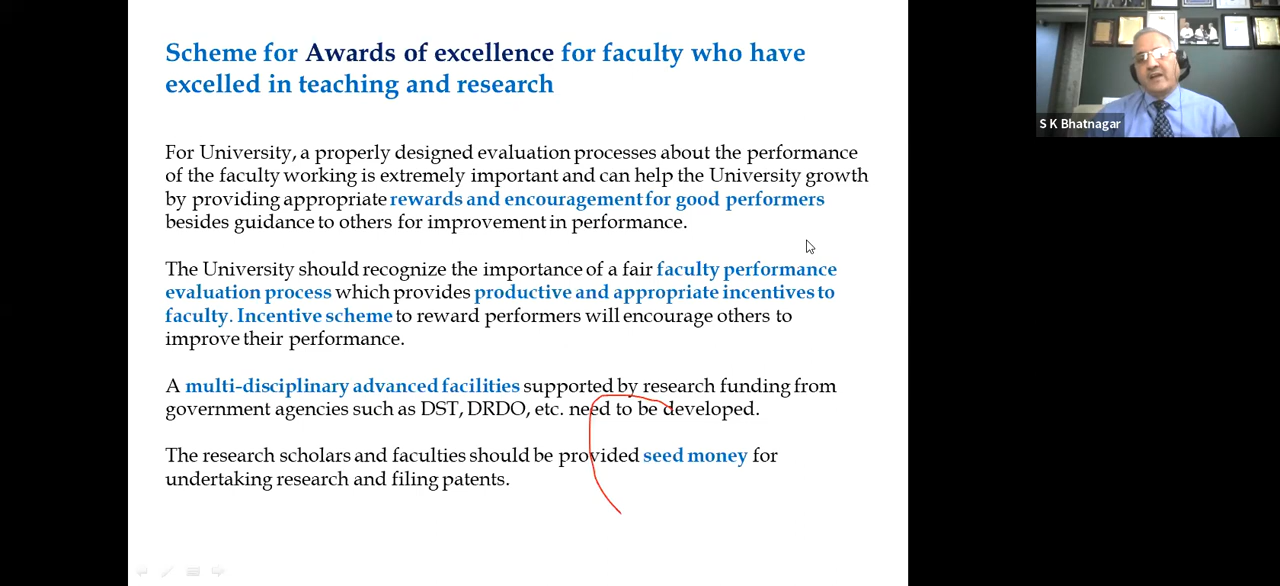 Scheme for Awards of excellence for faculty who have
excelled in teaching and research
For University, a properly designed evaluation processes about the performance
of the faculty working is extremely important and can help the University growth
by providing appropriate rewards and encouragement for good performers
besides guidance to others for improvement in performance.
The University should recognize the importance of a fair faculty performance
evaluation process which provides productive and appropriate incentives to
faculty. Incentive scheme to reward performers will encourage others to
improve their performance.
A multi-disciplinary advanced facilities supported by research funding from
government agencies such as DST, DRDO, etc. need to be developed.
The research scholars and faculties should be provided seed money for
undertaking research and filing patents.
S K Bhatnagar